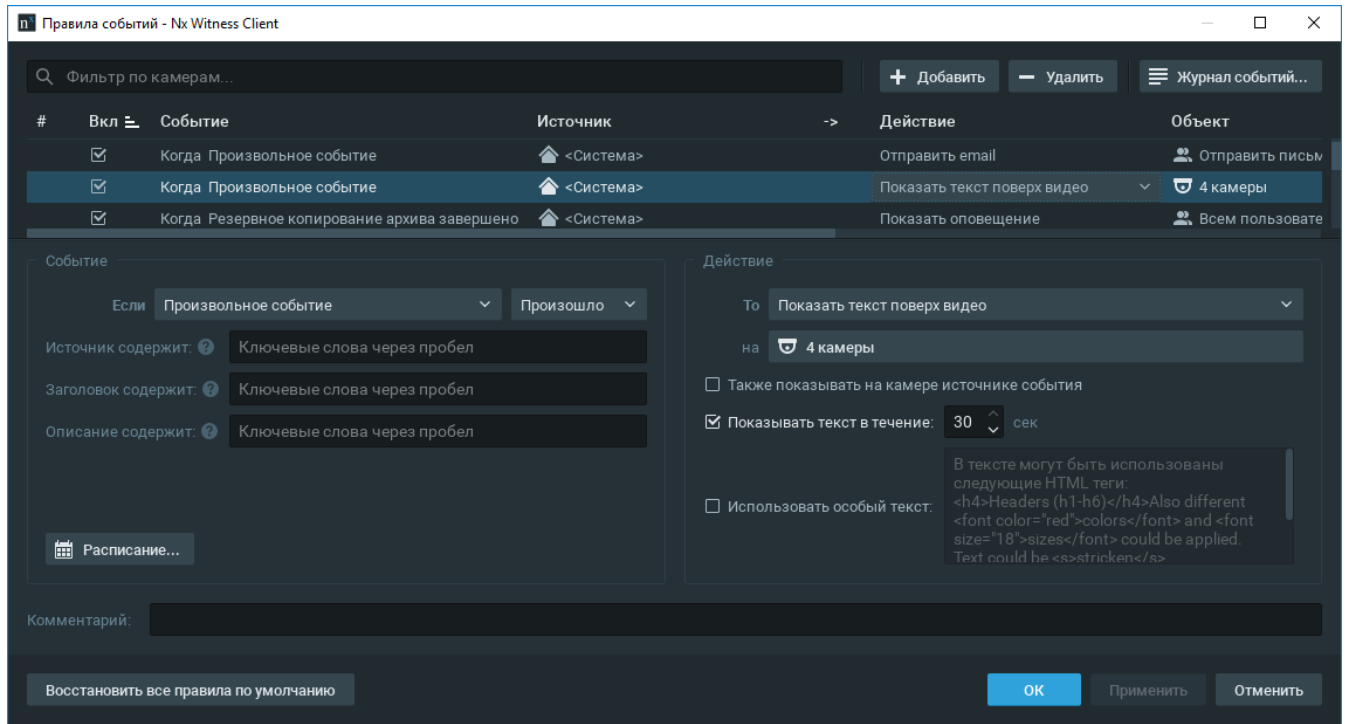 Правила событий - Nx Witness Client
Фильтр по камерам...
Добавить
Удалить
Журнал событий...
# Вкл Событие Источник -> Действие Объект
Когда Произвольное событие <Система> Отправить email Отправить письм
Когда Произвольное событие <Система> Показать текст поверх видео 4 камеры
Когда Резервное копирование архива завершено <Система> Показать оповещение Всем пользовате
Событие
Если Произвольное событие Произошло
Источник содержит: ? Ключевые слова через пробел
Заголовок содержит: ? Ключевые слова через пробел
Описание содержит: ? Ключевые слова через пробел
Расписание...
Действие
То Показать текст поверх видео
на 4 камеры
Также показывать на камере источнике события
Показывать текст в течение: 30 сек
Использовать особый текст:
В тексте могут быть использованы
следующие HTML теги:
<h4>Headers (h1-h6)</h4>Also different
<font color="red">colors</font> and <font
size="18">sizes</font> could be applied.
Text could be <s>stricken</s>
Комментарий:
Восстановить все правила по умолчанию
ОК
Применить
Отменить